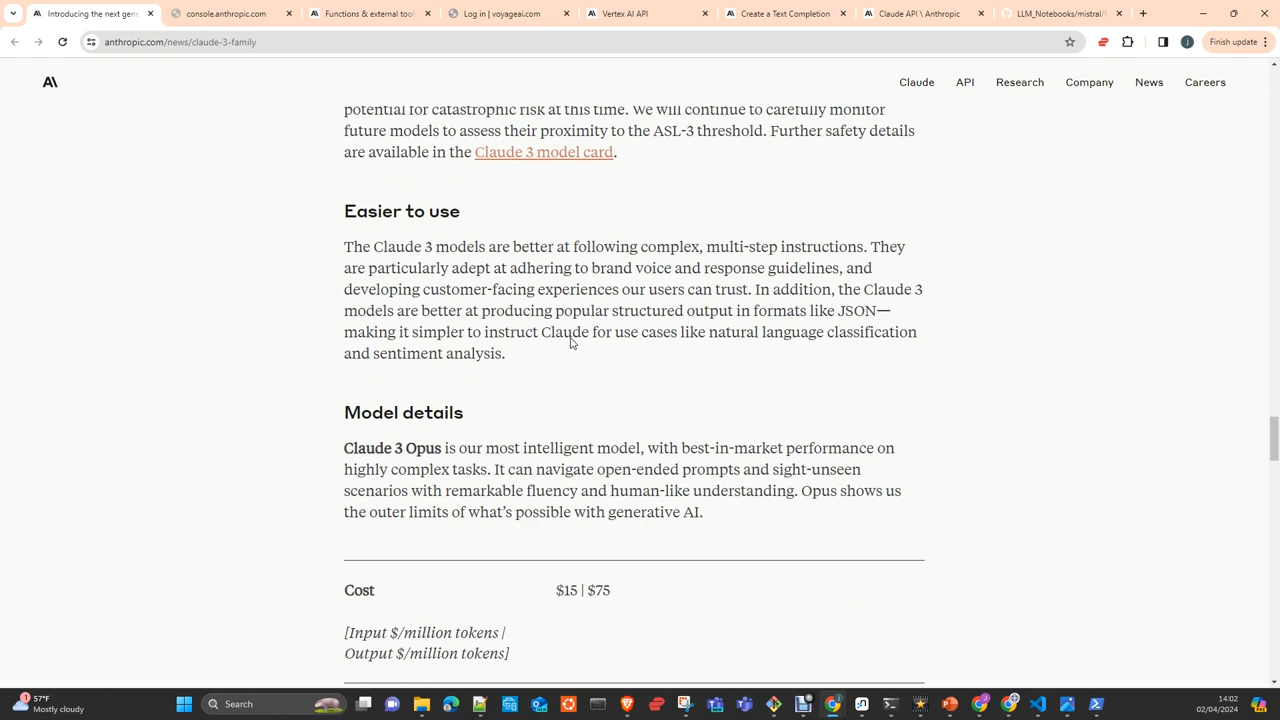 Introducing the next gener
console.anthropic.com
Functions & external tool
Log in | voyageai.com
Vertex AI API
Create a Text Completion
Claude API \ Anthropic
LLM_Notebooks/mistral/
anthropic.com/news/claude-3-family
Finish update
Claude
API
Research
Company
News
Careers
potential for catastrophic risk at this time. We will continue to carefully monitor
future models to assess their proximity to the ASL-3 threshold. Further safety details
are available in the Claude 3 model card.
Easier to use
The Claude 3 models are better at following complex, multi-step instructions. They
are particularly adept at adhering to brand voice and response guidelines, and
developing customer-facing experiences our users can trust. In addition, the Claude 3
models are better at producing popular structured output in formats like JSON—
making it simpler to instruct Claude for use cases like natural language classification
and sentiment analysis.
Model details
Claude 3 Opus is our most intelligent model, with best-in-market performance on
highly complex tasks. It can navigate open-ended prompts and sight-unseen
scenarios with remarkable fluency and human-like understanding. Opus shows us
the outer limits of what's possible with generative AI.
Cost
$15 | $75
[Input $/million tokens |
Output $/million tokens]
57°F
Mostly cloudy
Search
14:02
02/04/2024